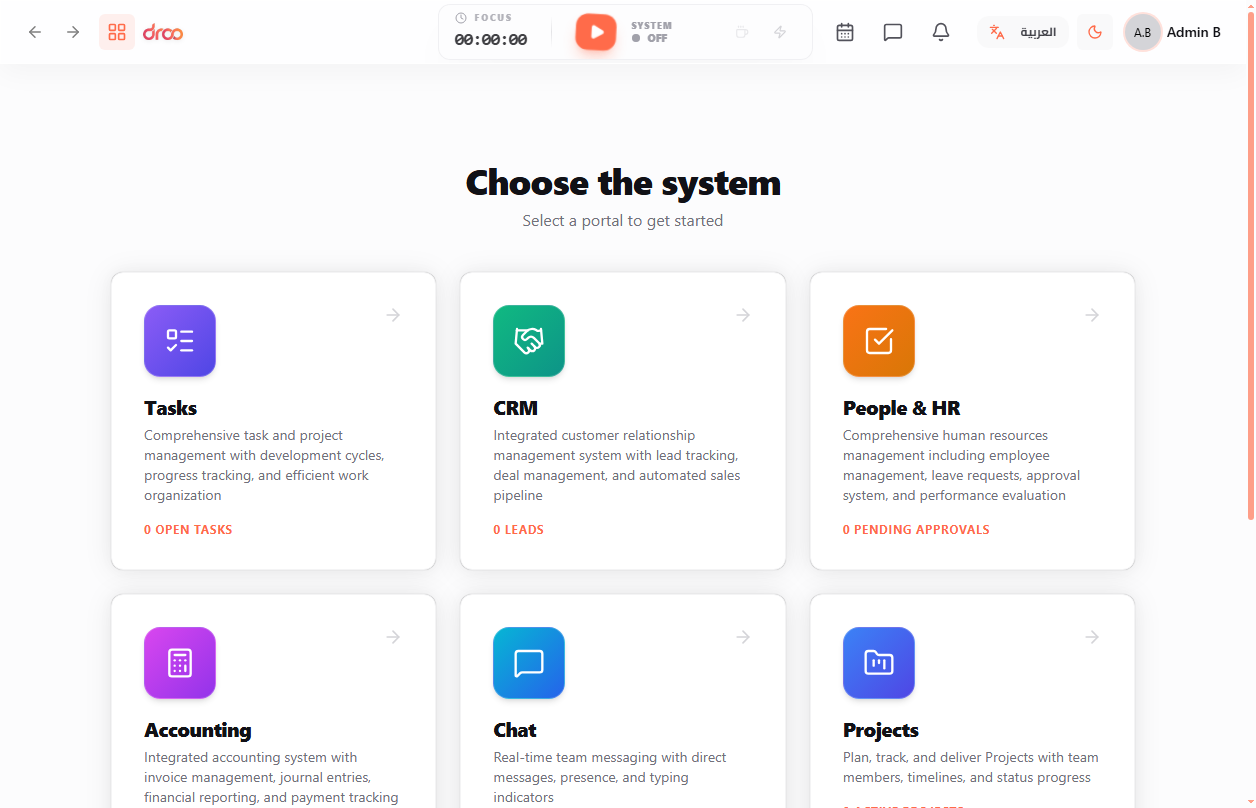 droo
FOCUS
00:00:00
SYSTEM
OFF
العربية
A.B
Admin B
Choose the system
Select a portal to get started
Tasks
Comprehensive task and project
management with development cycles,
progress tracking, and efficient work
organization
0 OPEN TASKS
CRM
Integrated customer relationship
management system with lead tracking,
deal management, and automated sales
pipeline
0 LEADS
People & HR
Comprehensive human resources
management including employee
management, leave requests, approval
system, and performance evaluation
0 PENDING APPROVALS
Accounting
Integrated accounting system with
invoice management, journal entries,
financial reporting, and payment tracking
Chat
Real-time team messaging with direct
messages, presence, and typing
indicators
Projects
Plan, track, and deliver Projects with team
members, timelines, and status progress